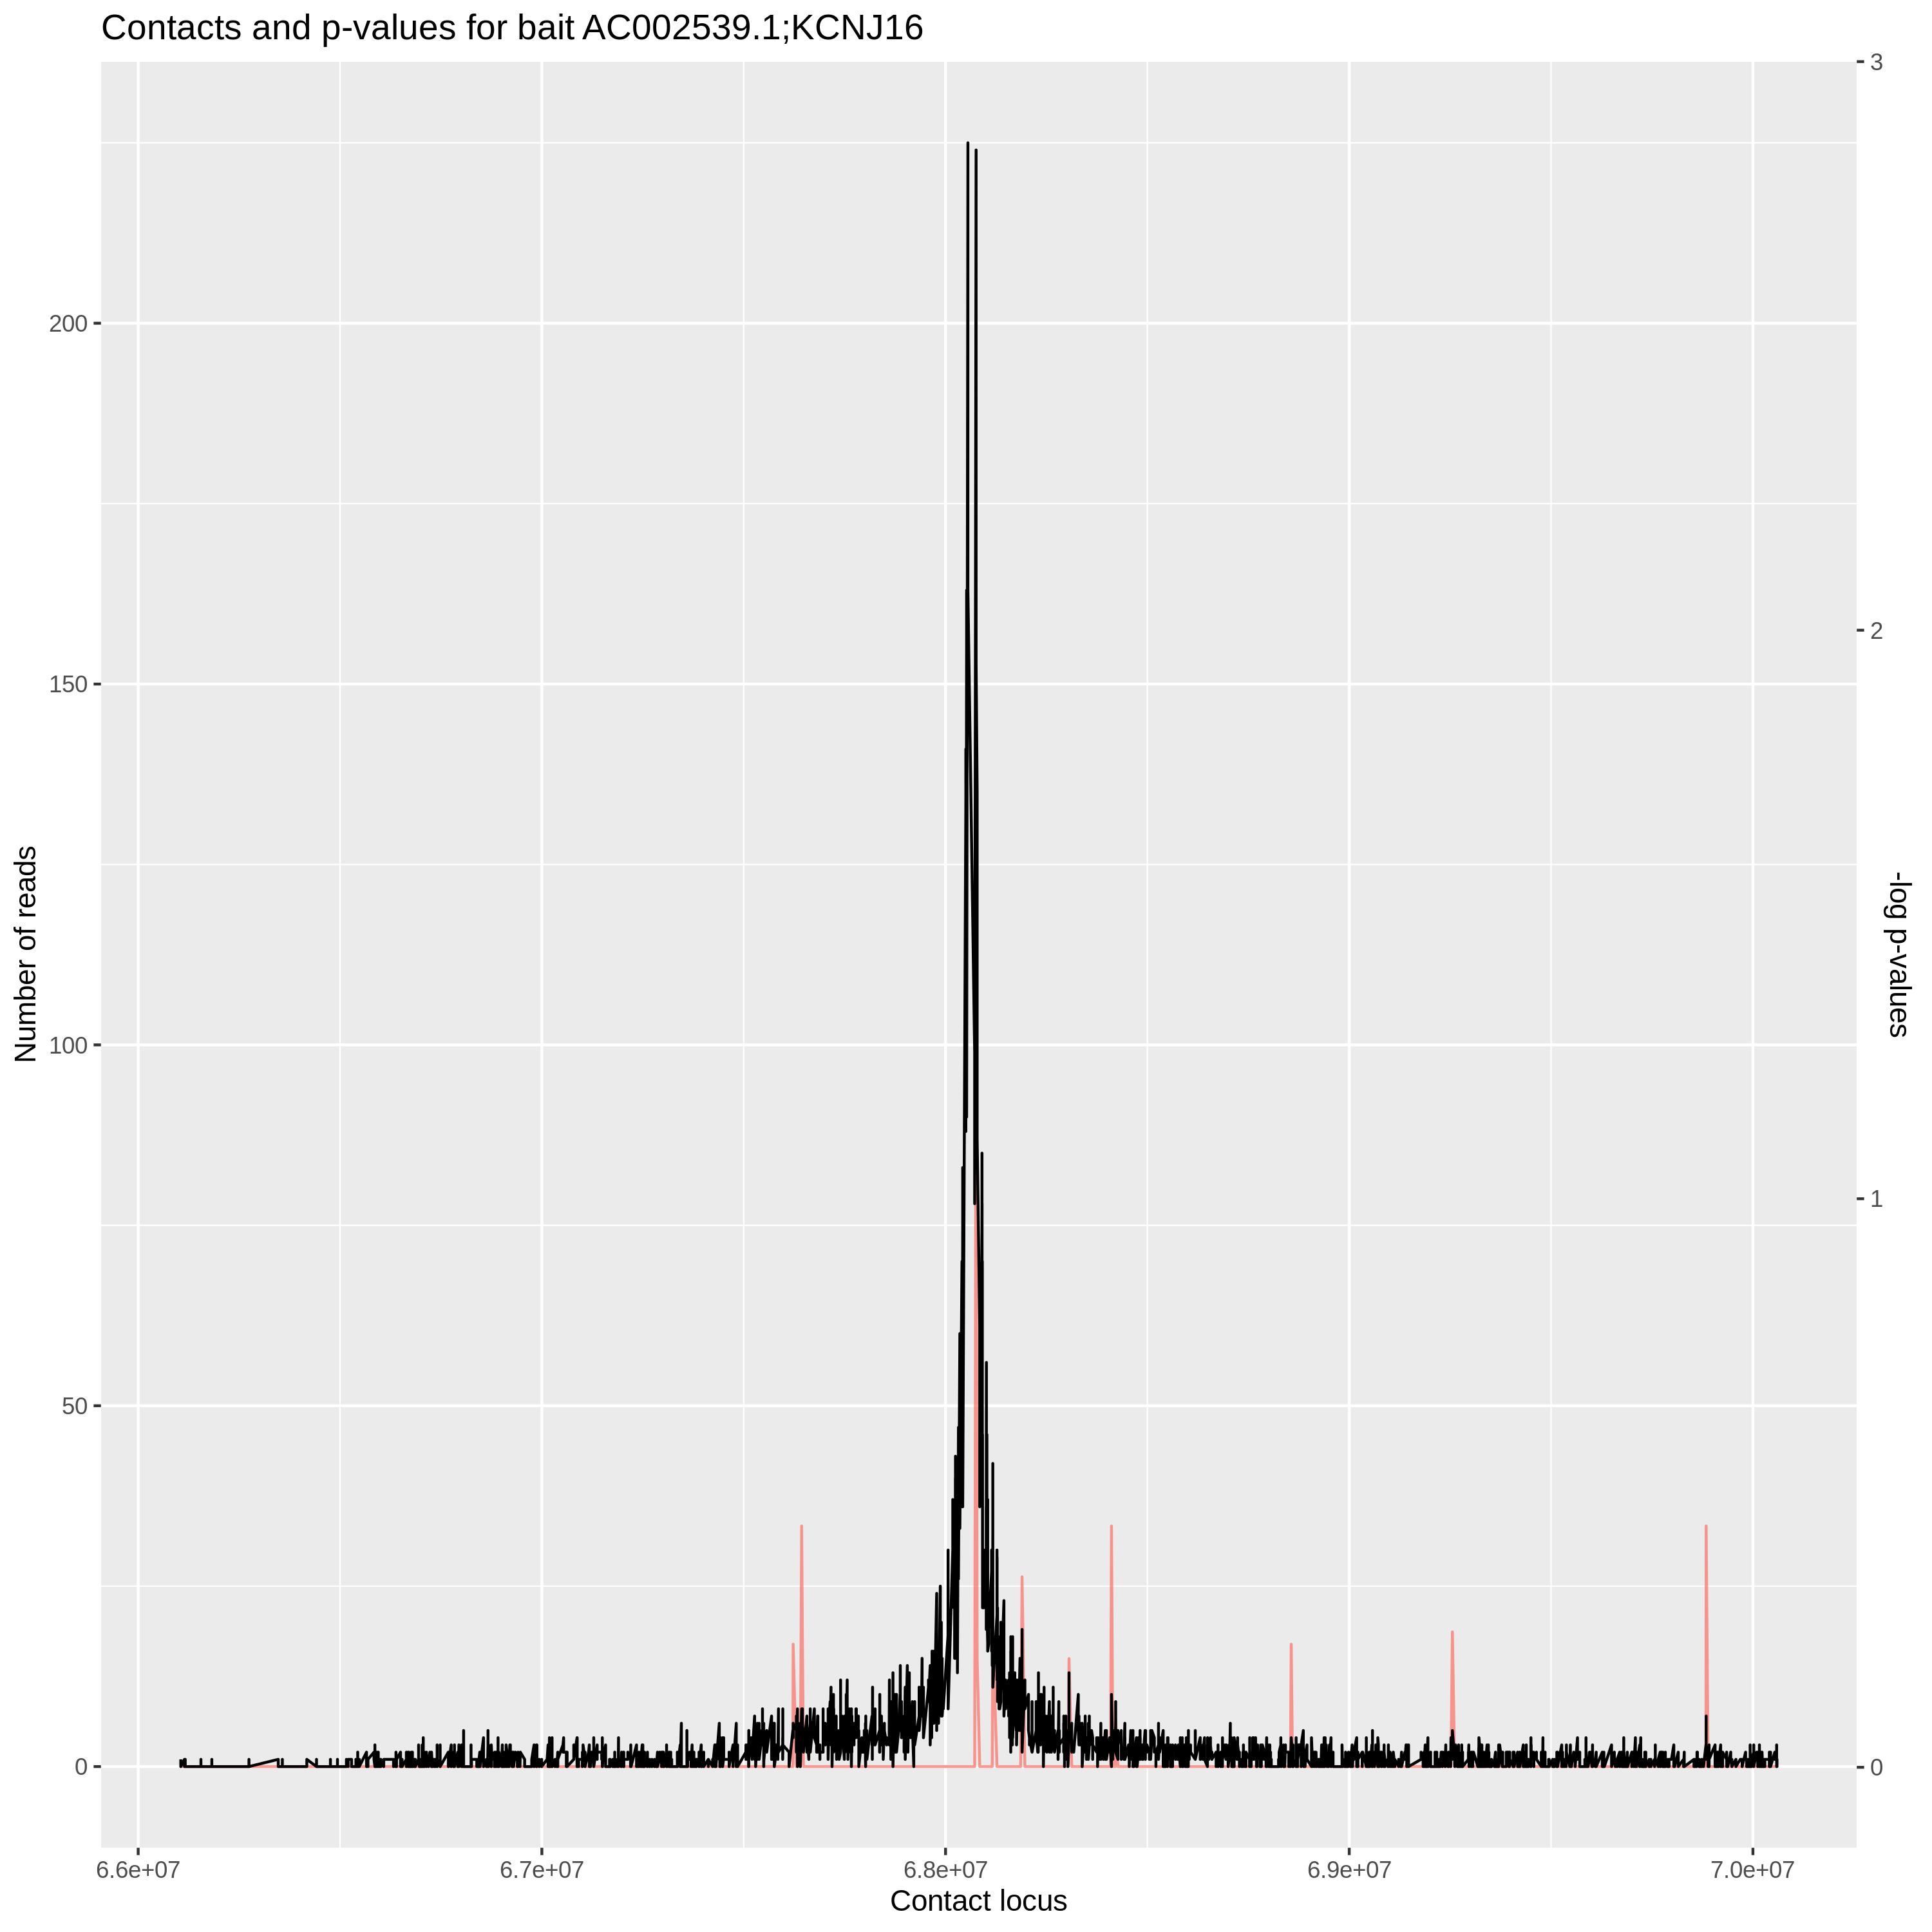 Contacts and p-values for bait AC002539.1;KCNJ16
3
200
2
150
Number of reads
-log p-values
100
1
50
0
0
6.6e+07
6.7e+07
6.8e+07
6.9e+07
7.0e+07
Contact locus